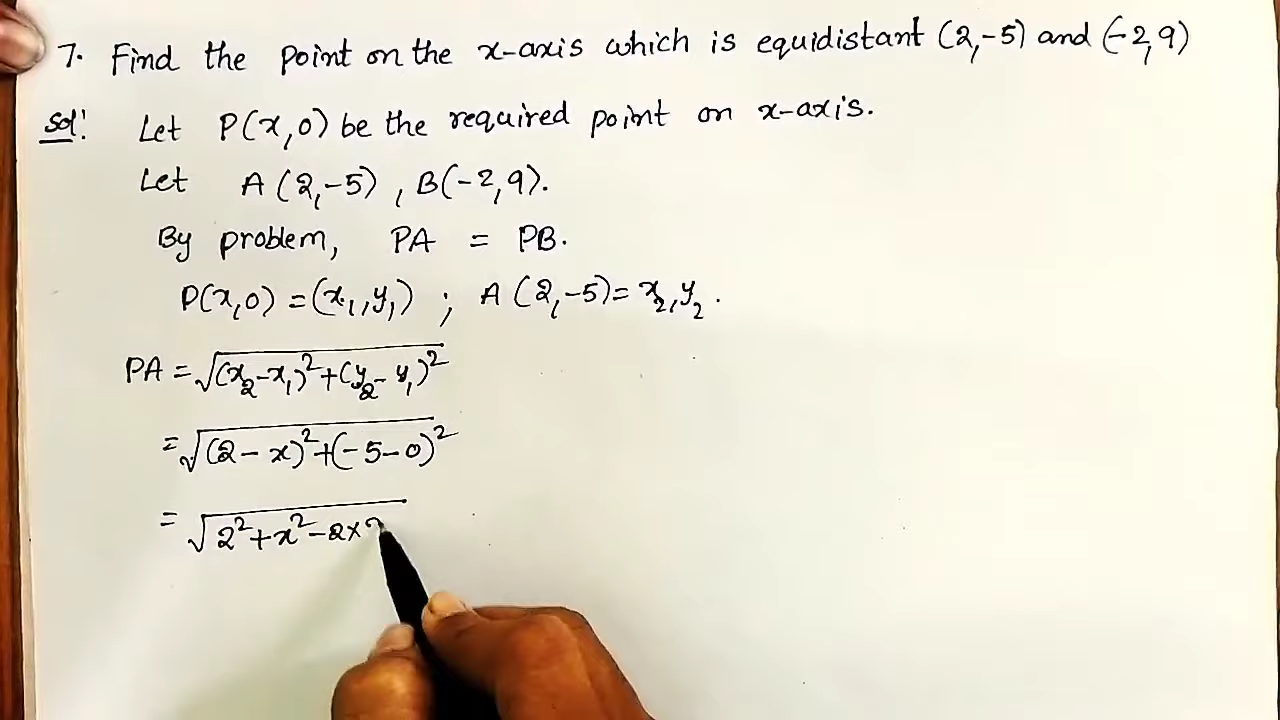 7. Find the point on the x-axis which is equidistant (2,-5) and (-2,9)
Sol! Let P(x,0) be the required point on x-axis.
Let A(2,-5), B(-2,9).
By problem, PA = PB.
P(x,0) = (x₁,y₁) ; A(2,-5) = x₂,y₂.
PA = √(x₂-x₁)²+(y₂-y₁)²
= √(2-x)²+(-5-0)²
= √2²+x²-2×